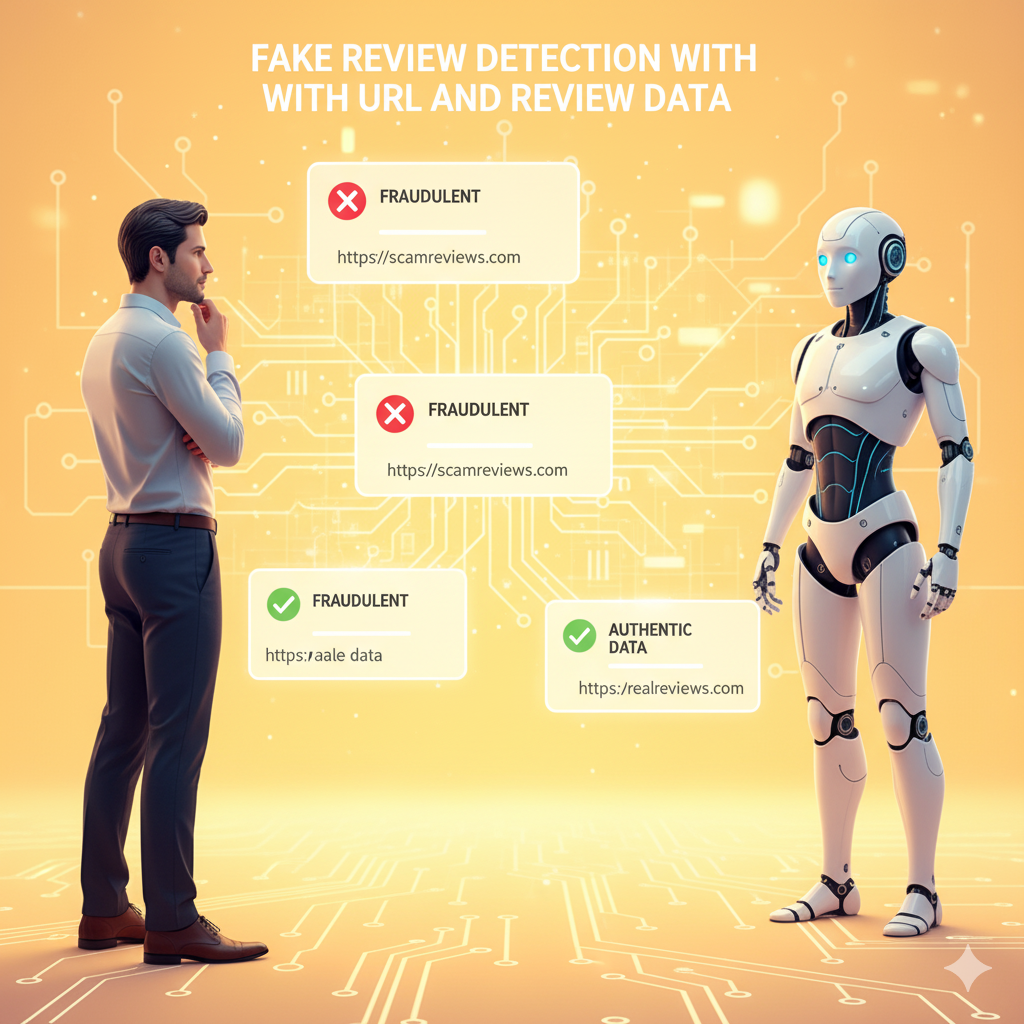 FAKE REVIEW DETECTION WITH
WITH URL AND REVIEW DATA
FRAUDULENT
https://scamreviews.com
FRAUDULENT
https//scamreviews.com
FRAUDULENT
https:,aale data
AUTHENTIC
DATA
https:/realreviews.com